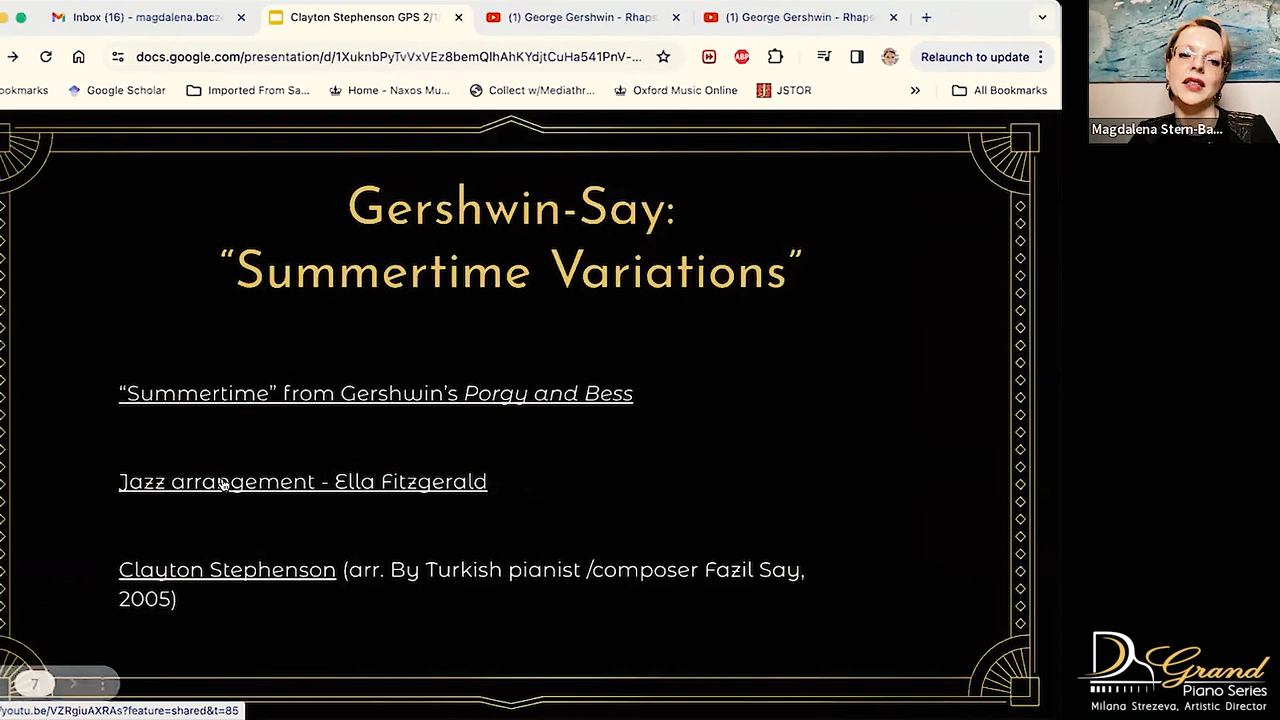 Inbox (16) - magdalena.bacz
Clayton Stephenson GPS 2/1
(1) George Gershwin - Rhaps
(1) George Gershwin - Rhaps
docs.google.com/presentation/d/1XuknbPyTvVxVEz8bemQIhAhKYdjtCuHa541PnV-...
ABP
Relaunch to update
ookmarks
Google Scholar
Imported From Sa...
Home - Naxos Mu...
Collect w/Mediathr...
Oxford Music Online
JSTOR
»
All Bookmarks
Magdalena Stern-Ba...
Gershwin-Say:
“Summertime Variations”
“Summertime” from Gershwin’s Porgy and Bess
Jazz arrangement - Ella Fitzgerald
Clayton Stephenson (arr. By Turkish pianist /composer Fazil Say,
2005)
7
/youtu.be/VZRgiuAXRAs?feature=shared&t=85
Grand
Piano Series
Milana Strezeva, Artistic Director